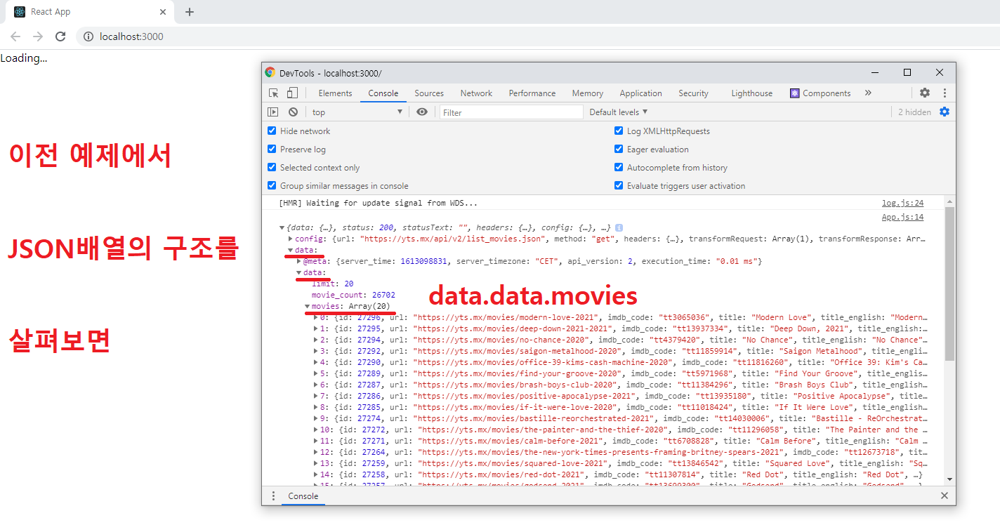 React App
localhost:3000
Loading...
DevTools - localhost:3000/
Elements Console Sources Network Performance Memory Application Security Lighthouse Components »
top Filter Default levels 2 hidden
Hide network Log XMLHttpRequests
Preserve log Eager evaluation
Selected context only Autocomplete from history
Group similar messages in console Evaluate triggers user activation
이전 예제에서
JSON배열의 구조를
살펴보면
[HMR] Waiting for update signal from WDS... log.js:24
App.js:14
{data: {…}, status: 200, statusText: "", headers: {…}, config: {…}, …}
config: {url: "https://yts.mx/api/v2/list_movies.json", method: "get", headers: {…}, transformRequest: Array(1), transformResponse: Arr…
data:
@meta: {server_time: 1613098831, server_timezone: "CET", api_version: 2, execution_time: "0.01 ms"}
data:
limit: 20
movie_count: 26702
data.data.movies
movies: Array(20)
0: {id: 27296, url: "https://yts.mx/movies/modern-love-2021", imdb_code: "tt3065036", title: "Modern Love", title_english: "Modern…
1: {id: 27295, url: "https://yts.mx/movies/deep-down-2021-2021", imdb_code: "tt13937334", title: "Deep Down, 2021", title_english:…
2: {id: 27294, url: "https://yts.mx/movies/no-chance-2020", imdb_code: "tt4379420", title: "No Chance", title_english: "No Chance"…
3: {id: 27292, url: "https://yts.mx/movies/saigon-metalhood-2020", imdb_code: "tt11859914", title: "Saigon Metalhood", title_engli…
4: {id: 27290, url: "https://yts.mx/movies/office-39-kims-cash-machine-2020", imdb_code: "tt11816260", title: "Office 39: Kim's Ca…
5: {id: 27289, url: "https://yts.mx/movies/find-your-groove-2020", imdb_code: "tt5971968", title: "Find Your Groove", title_englis…
6: {id: 27287, url: "https://yts.mx/movies/brash-boys-club-2020", imdb_code: "tt11384296", title: "Brash Boys Club", title_english…
7: {id: 27286, url: "https://yts.mx/movies/positive-apocalypse-2021", imdb_code: "tt13935180", title: "Positive Apocalypse", title…
8: {id: 27285, url: "https://yts.mx/movies/if-it-were-love-2020", imdb_code: "tt11018424", title: "If It Were Love", title_english…
9: {id: 27274, url: "https://yts.mx/movies/bastille-reorchestrated-2021", imdb_code: "tt14030006", title: "Bastille - ReOrchestrat…
10: {id: 27272, url: "https://yts.mx/movies/the-painter-and-the-thief-2020", imdb_code: "tt11296058", title: "The Painter and the …
11: {id: 27271, url: "https://yts.mx/movies/calm-before-2021", imdb_code: "tt6708828", title: "Calm Before", title_english: "Calm …
12: {id: 27264, url: "https://yts.mx/movies/the-new-york-times-presents-framing-britney-spears-2021", imdb_code: "tt12673718", tit…
13: {id: 27259, url: "https://yts.mx/movies/squared-love-2021", imdb_code: "tt13846542", title: "Squared Love", title_english: "Sq…
14: {id: 27258, url: "https://yts.mx/movies/red-dot-2021", imdb_code: "tt11307814", title: "Red Dot", title_english: "Red Dot", …}
15: {id: 27257, url: "https://yts.mx/movies/godsend-2021", imdb_code: "tt13699300", title: "Godsend", title_english: "Godsend", …}
Console